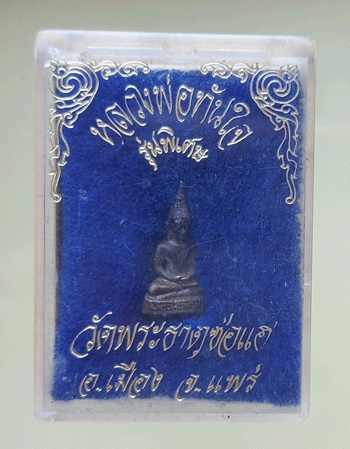 หลวงพ่อทันใจ
รุ่นพิเศษ
วัดพระธาตุช่อแฮ
อ.เมือง จ.แพร่